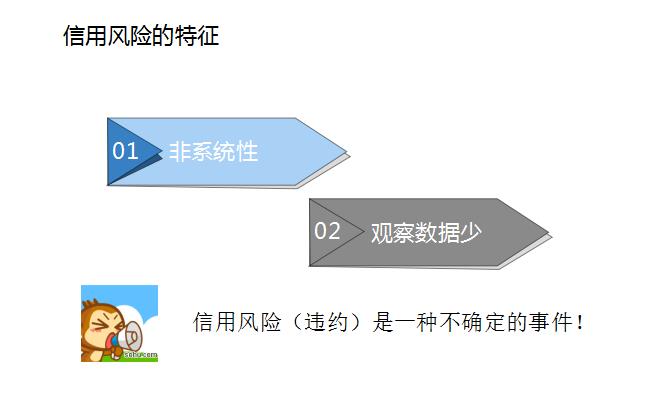 信用风险的特征
01 非系统性
02 观察数据少
sohu.com
信用风险（违约）是一种不确定的事件！